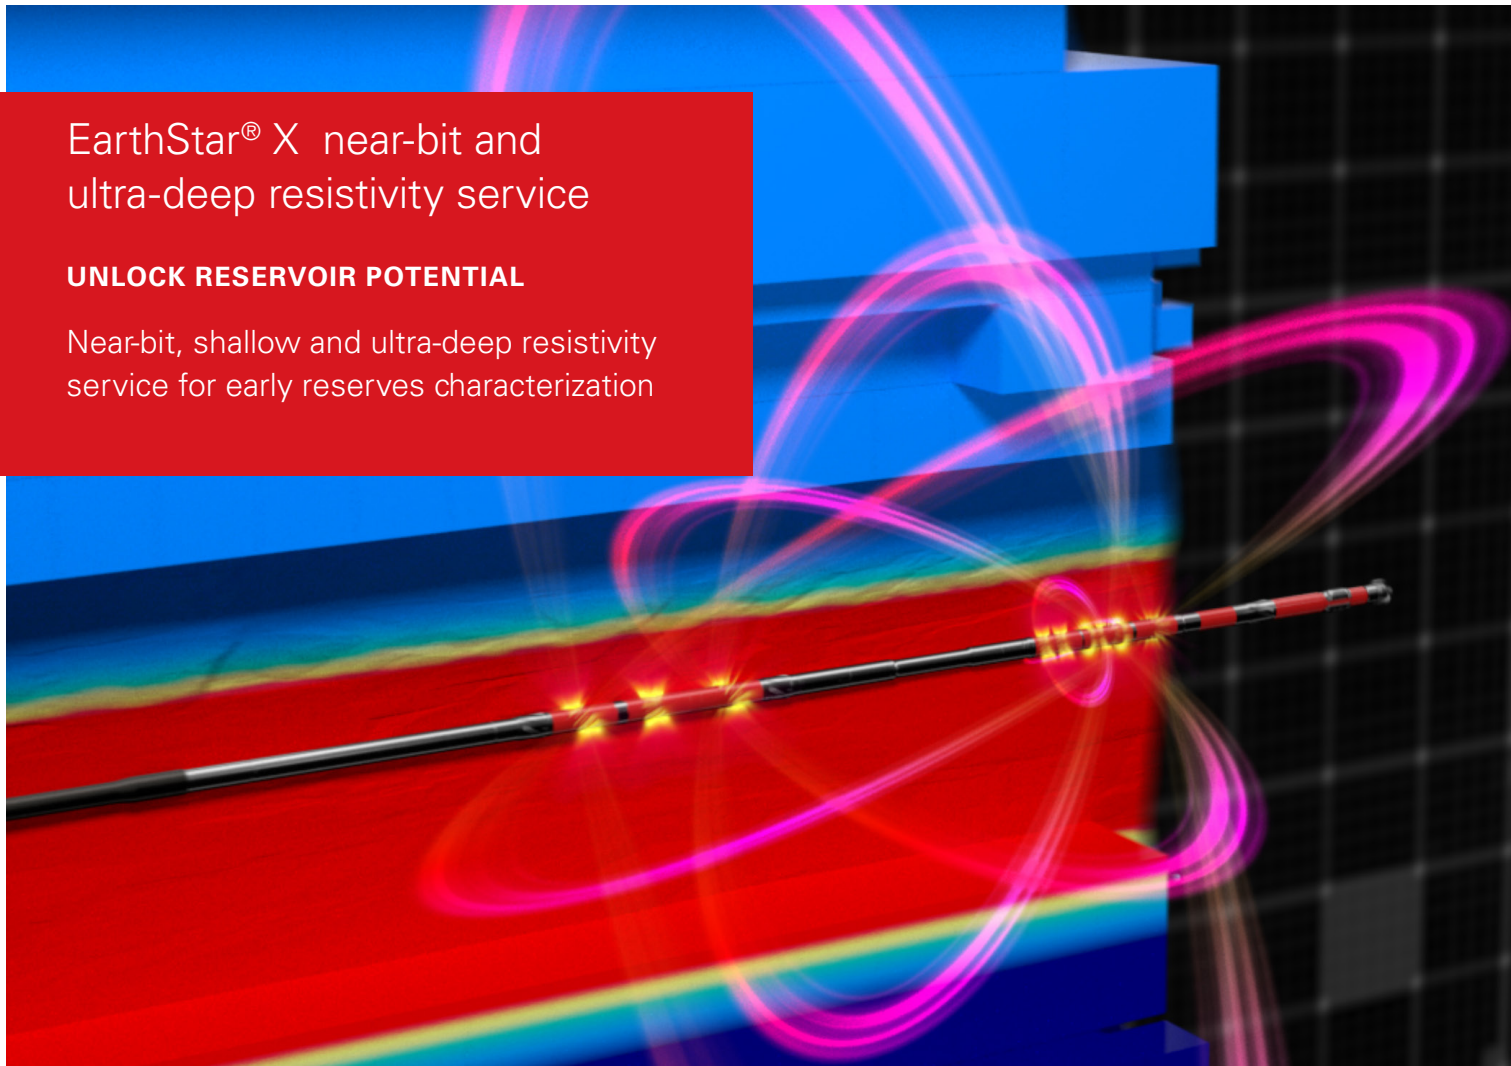 EarthStar® X near-bit and
ultra-deep resistivity service
UNLOCK RESERVOIR POTENTIAL
Near-bit, shallow and ultra-deep resistivity
service for early reserves characterization